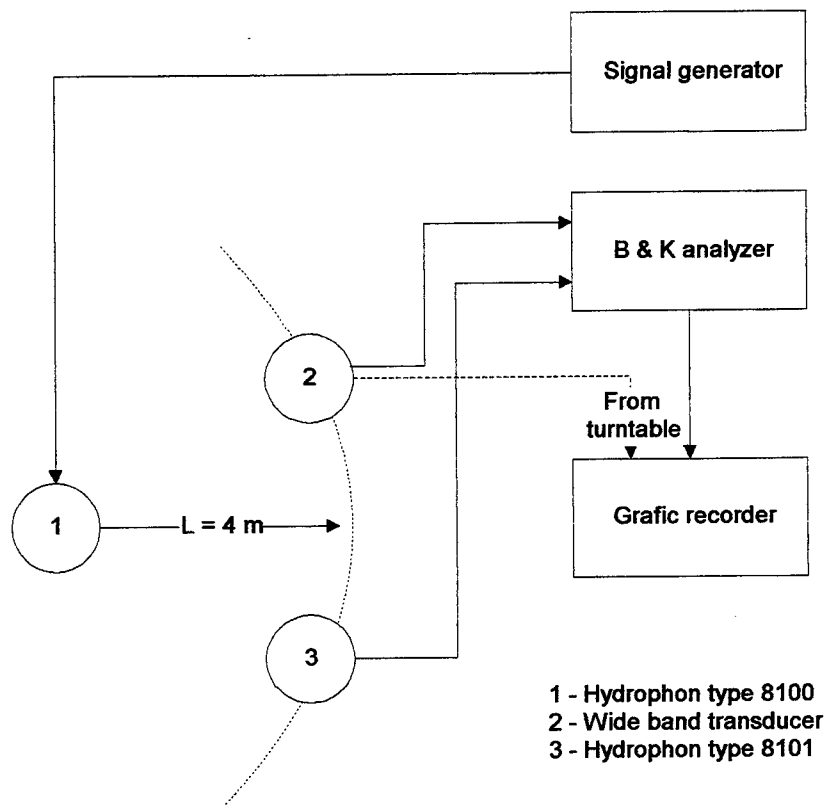 Signal generator
B & K analyzer
2
From
turntable
1
L = 4 m
Grafic recorder
3
1 - Hydrophon type 8100
2 - Wide band transducer
3 - Hydrophon type 8101